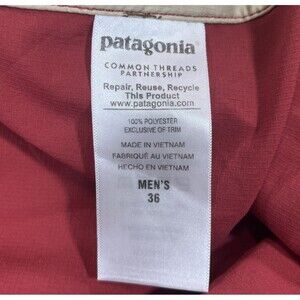 patagonia®
COMMON THREADS
PARTNERSHIP
Repair, Reuse, Recycle
This Product
www.patagonia.com
100% POLYESTER
EXCLUSIVE OF TRIM
MADE IN VIETNAM
FABRIQUÉ AU VIETNAM
HECHO EN VIETNAM
MEN'S
36